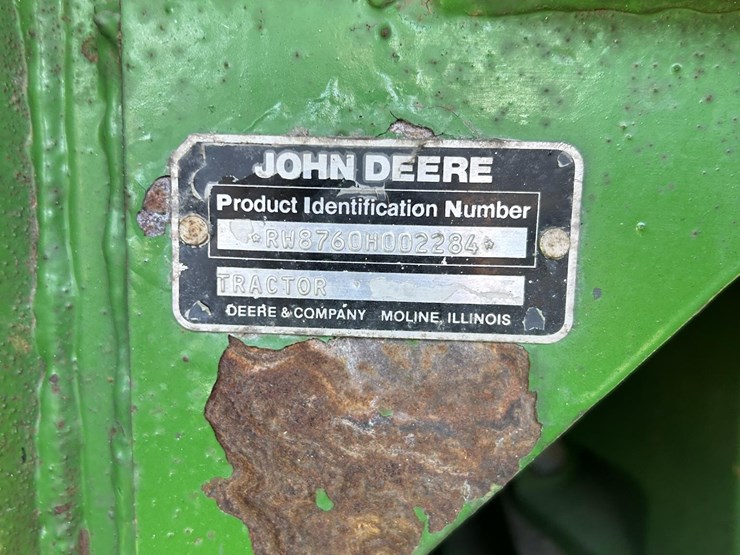 JOHN DEERE
Product Identification Number
*RW8760H002284*
TRACTOR
DEERE & COMPANY MOLINE, ILLINOIS